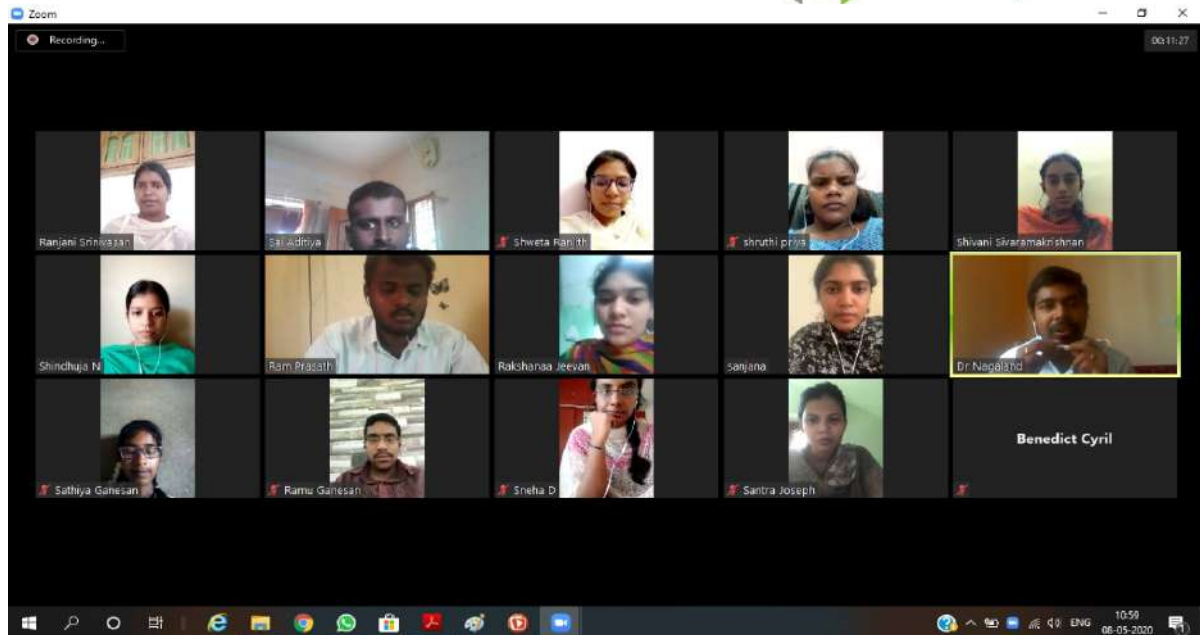 Zoom
Recording...
00:11:27
Ranjani Srinivasan
Sai Aditiya
Shweta Ranjith
shruthi priya
Shivani Sivaramakrishnan
Shindhuja N
Ram Prasath
Rakshanaa Jeevan
sanjana
Dr Nagaland
Sathiya Ganesan
Ramu Ganesan
Sneha D
Santra Joseph
Benedict Cyril
ENG
10:59
08-05-2020